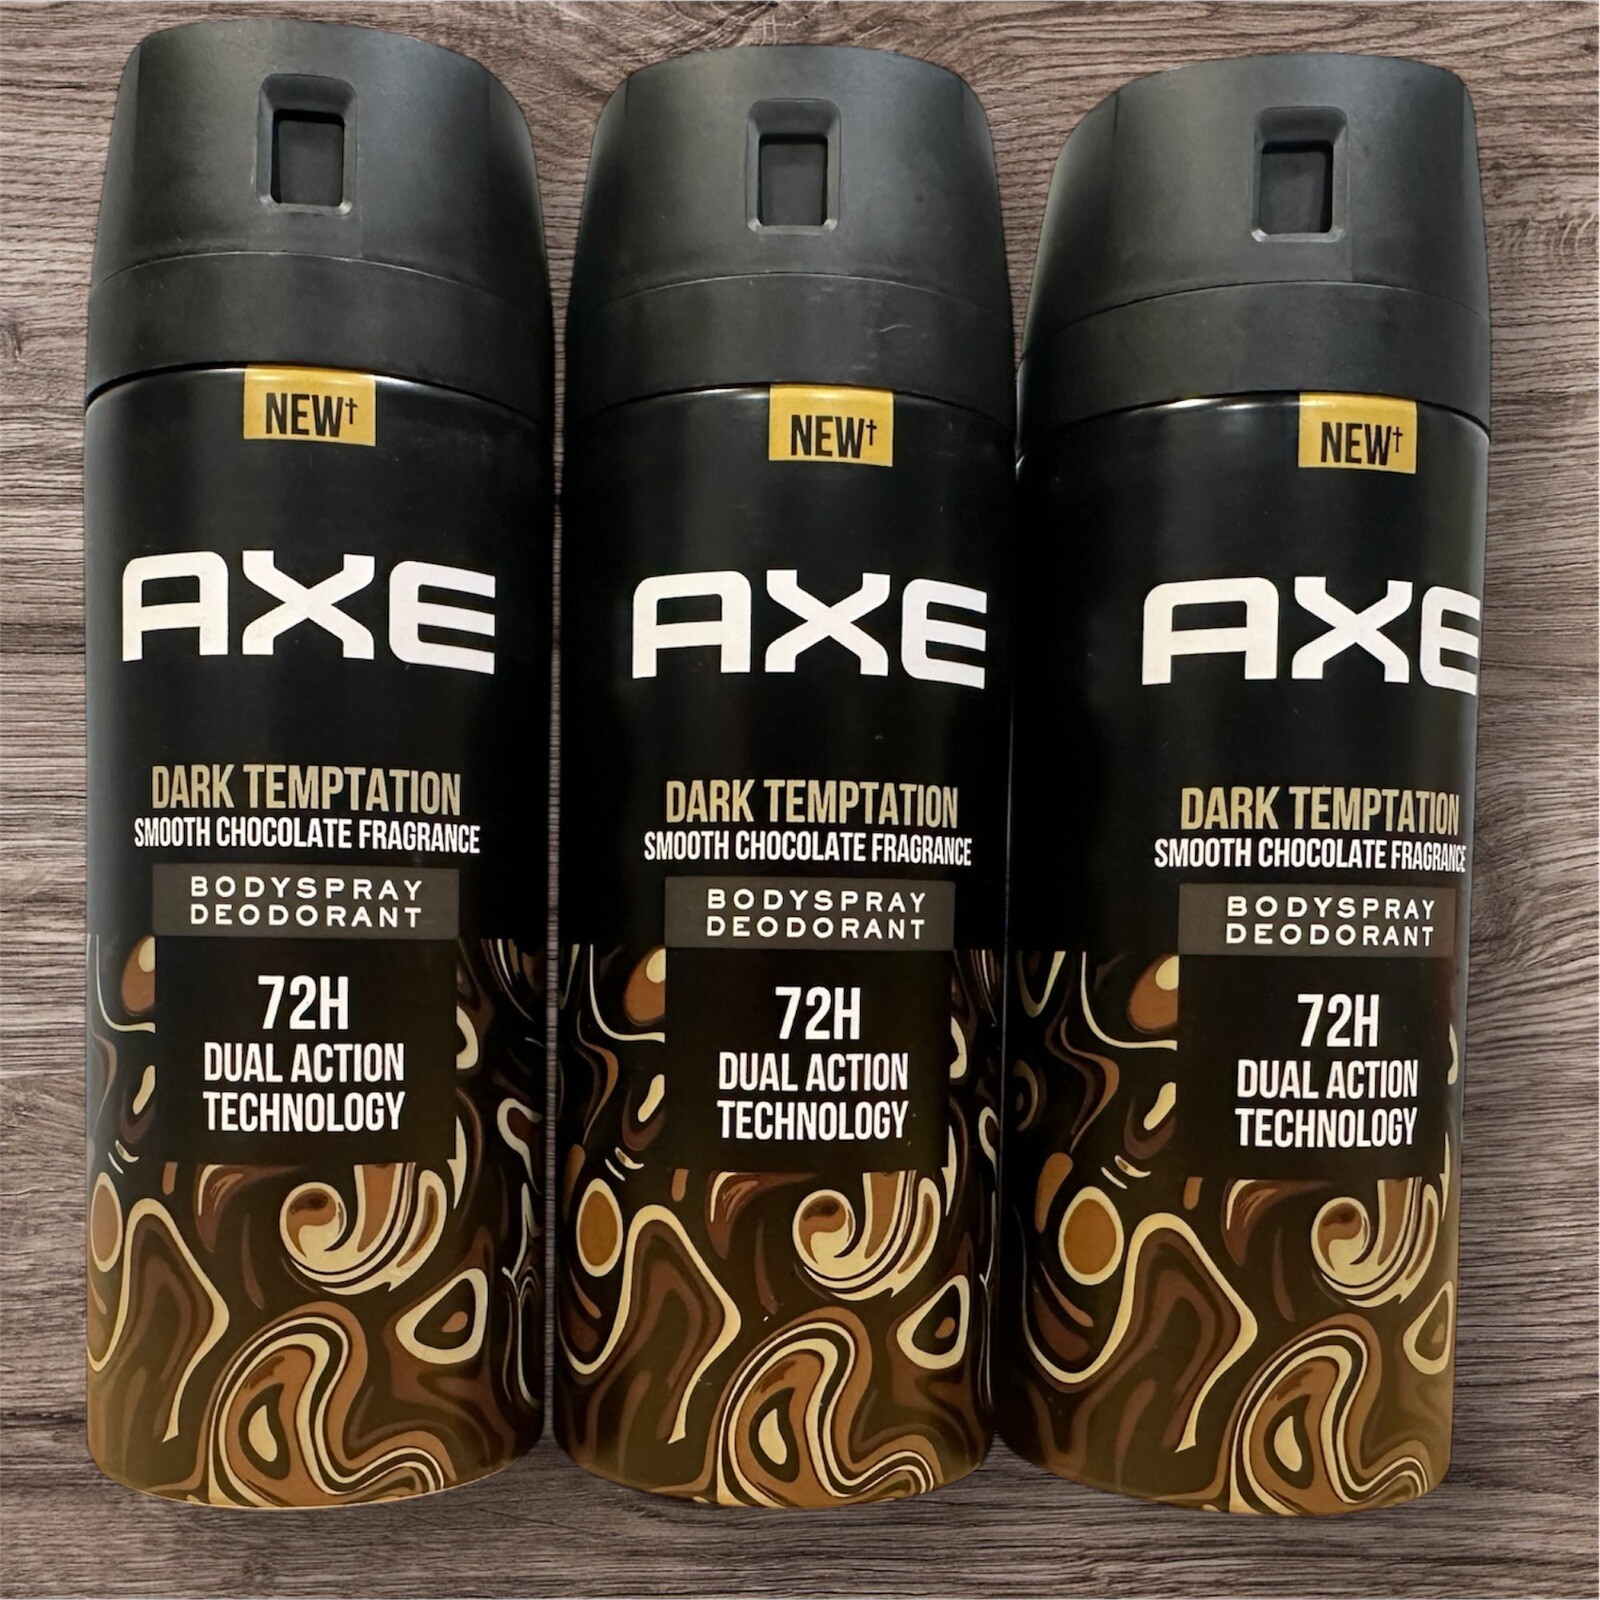 NEW†
AXE
DARK TEMPTATION
SMOOTH CHOCOLATE FRAGRANCE
BODYSPRAY
DEODORANT
72H
DUAL ACTION
TECHNOLOGY
NEW†
AXE
DARK TEMPTATION
SMOOTH CHOCOLATE FRAGRANCE
BODYSPRAY
DEODORANT
72H
DUAL ACTION
TECHNOLOGY
NEW†
AXE
DARK TEMPTATION
SMOOTH CHOCOLATE FRAGRANCE
BODYSPRAY
DEODORANT
72H
DUAL ACTION
TECHNOLOGY